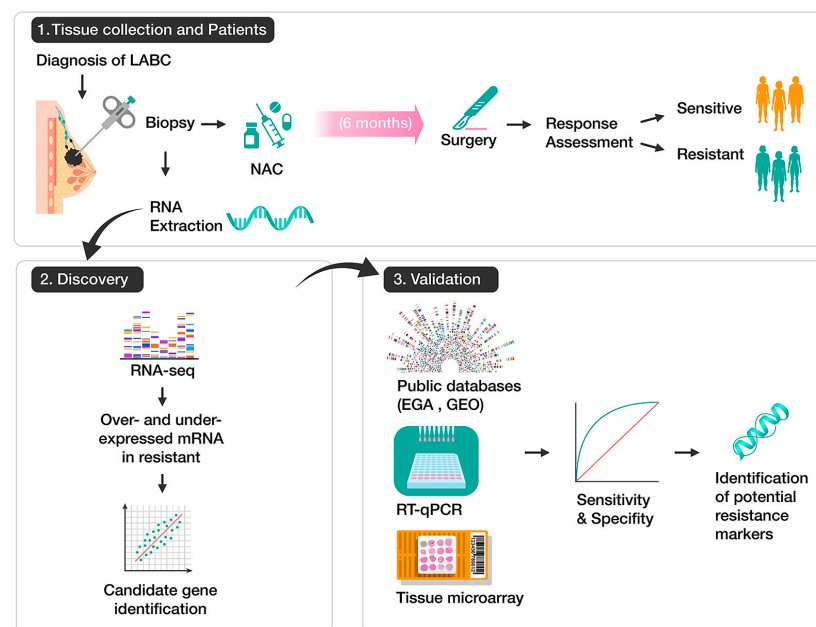 1. Tissue collection and Patients
Diagnosis of LABC
Biopsy
NAC
(6 months)
Surgery
Response
Assessment
Sensitive
Resistant
RNA
Extraction
2. Discovery
RNA-seq
Over- and under-
expressed mRNA
in resistant
Candidate gene
identification
3. Validation
Public databases
(EGA , GEO)
RT-qPCR
Tissue microarray
Sensitivity
& Specifity
Identification
of potential
resistance
markers